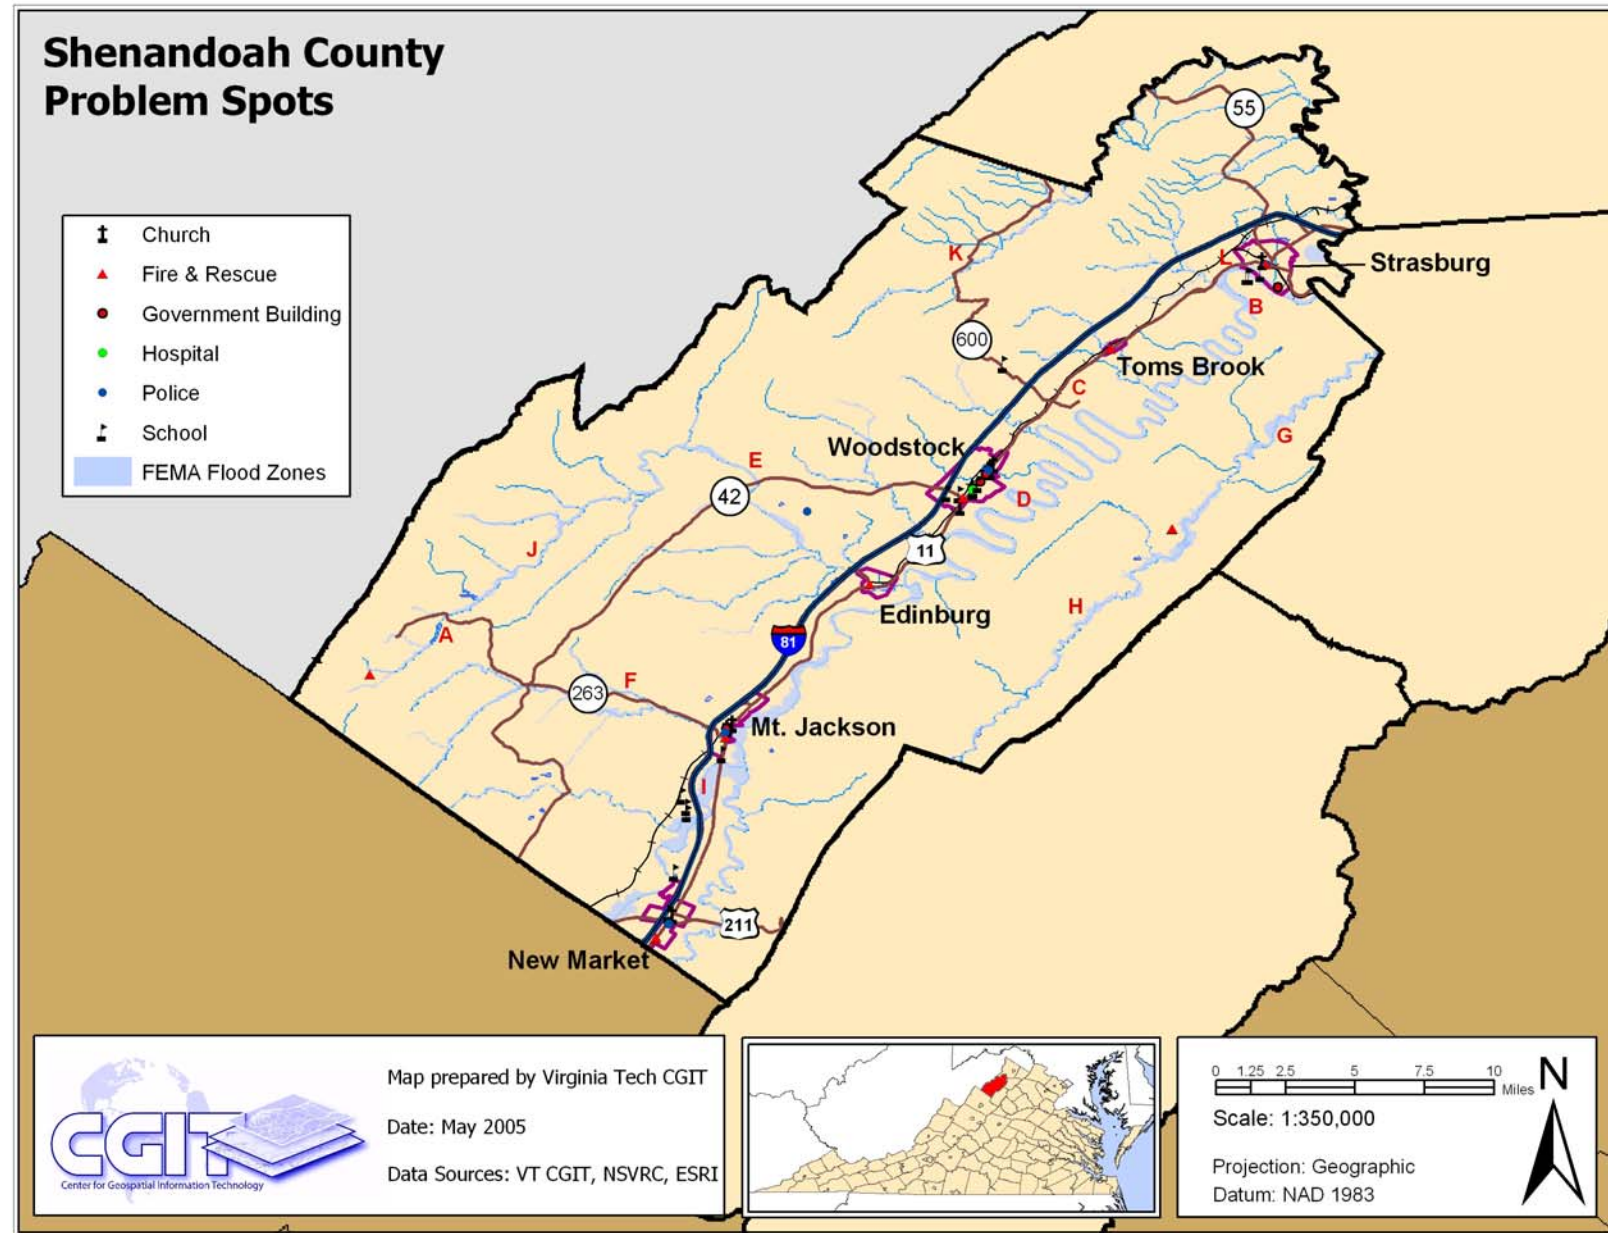 Shenandoah County
Problem Spots
Church
Fire & Rescue
Government Building
Hospital
Police
School
FEMA Flood Zones
55
K
L
Strasburg
B
600
Toms Brook
C
G
Woodstock
E
42
D
11
J
Edinburg
H
A
81
F
263
Mt. Jackson
I
211
New Market
CGIT
Center for Geospatial Information Technology
Map prepared by Virginia Tech CGIT
Date: May 2005
Data Sources: VT CGIT, NSVRC, ESRI
0 1.25 2.5 5 7.5 10
Miles
N
Scale: 1:350,000
Projection: Geographic
Datum: NAD 1983